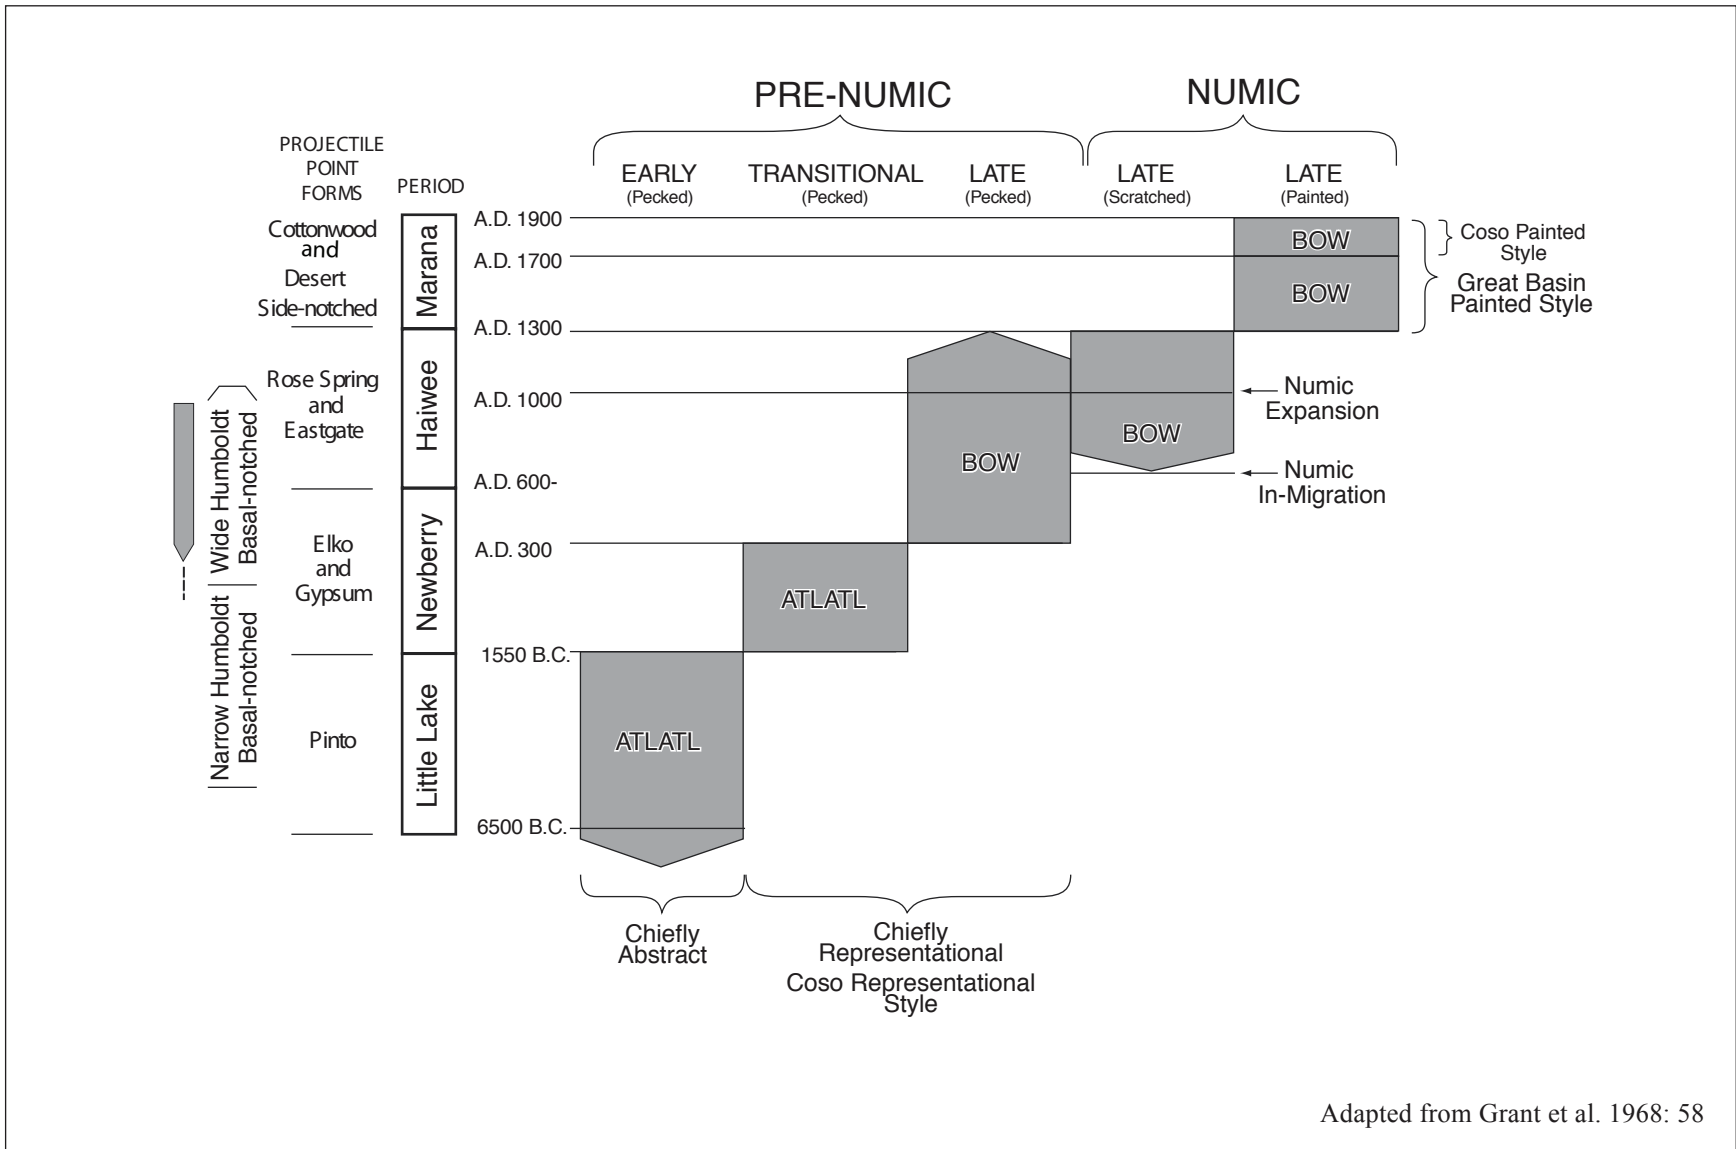 PRE-NUMIC
NUMIC
PROJECTILE
POINT
FORMS
PERIOD
EARLY
(Pecked)
TRANSITIONAL
(Pecked)
LATE
(Pecked)
LATE
(Scratched)
LATE
(Painted)
Cottonwood
and
Desert
Side-notched
Rose Spring
and
Eastgate
Elko
and
Gypsum
Pinto
Wide Humboldt
Basal-notched
Narrow Humboldt
Basal-notched
Marana
Haiwee
Newberry
Little Lake
A.D. 1900
A.D. 1700
A.D. 1300
A.D. 1000
A.D. 600-
A.D. 300
1550 B.C.
6500 B.C.
BOW
BOW
BOW
BOW
ATLATL
ATLATL
Coso Painted
Style
Great Basin
Painted Style
Numic
Expansion
Numic
In-Migration
Chiefly
Abstract
Chiefly
Representational
Coso Representational
Style
Adapted from Grant et al. 1968: 58